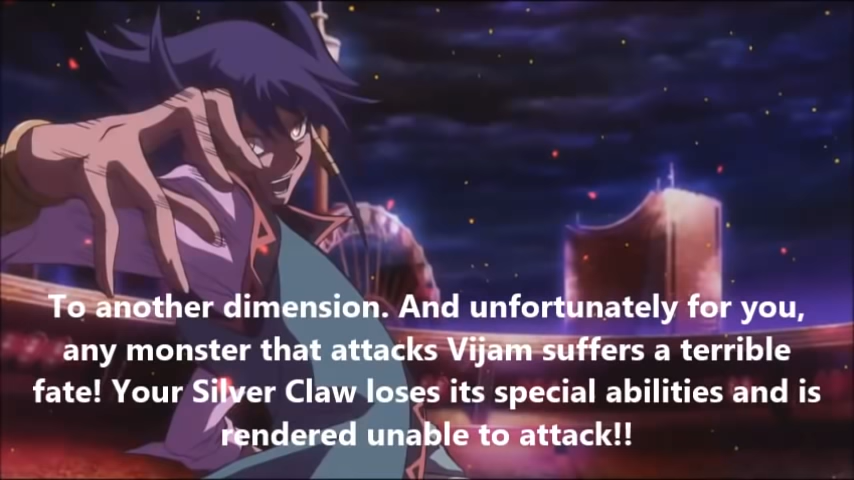 To another dimension. And unfortunately for you,
any monster that attacks Vijam suffers a terrible
fate! Your Silver Claw loses its special abilities and is
rendered unable to attack!!